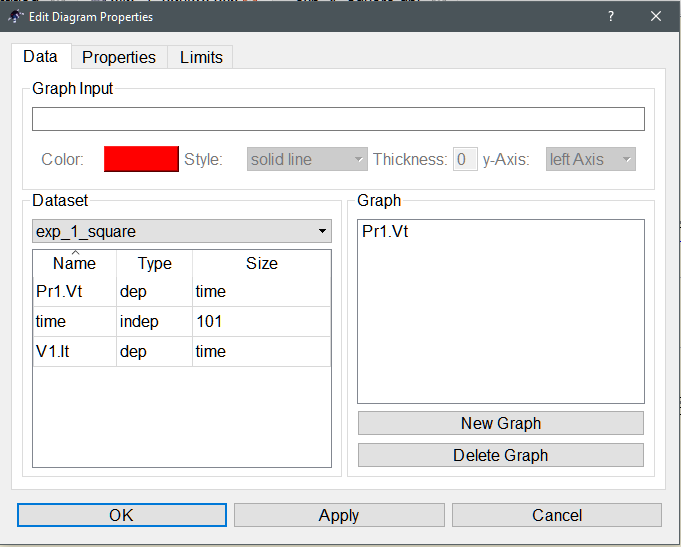 Edit Diagram Properties
Data Properties Limits
Graph Input
Color: Style: solid line Thickness: 0 y-Axis: left Axis
Dataset
exp_1_square
Name Type Size
Pr1.Vt dep time
time indep 101
V1.It dep time
Graph
Pr1.Vt
New Graph
Delete Graph
OK Apply Cancel